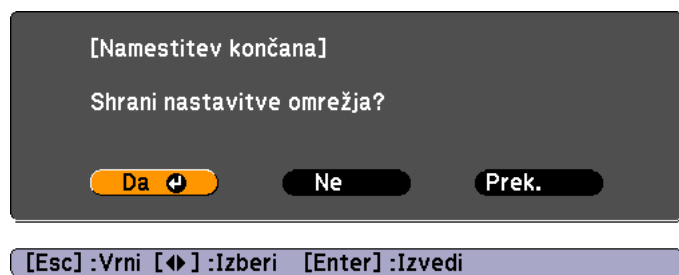 [Namestitev končana]
Shrani nastavitve omrežja?
Da Ne Prek.
[Esc] :Vrni [◀▶] :Izberi [Enter] :Izvedi